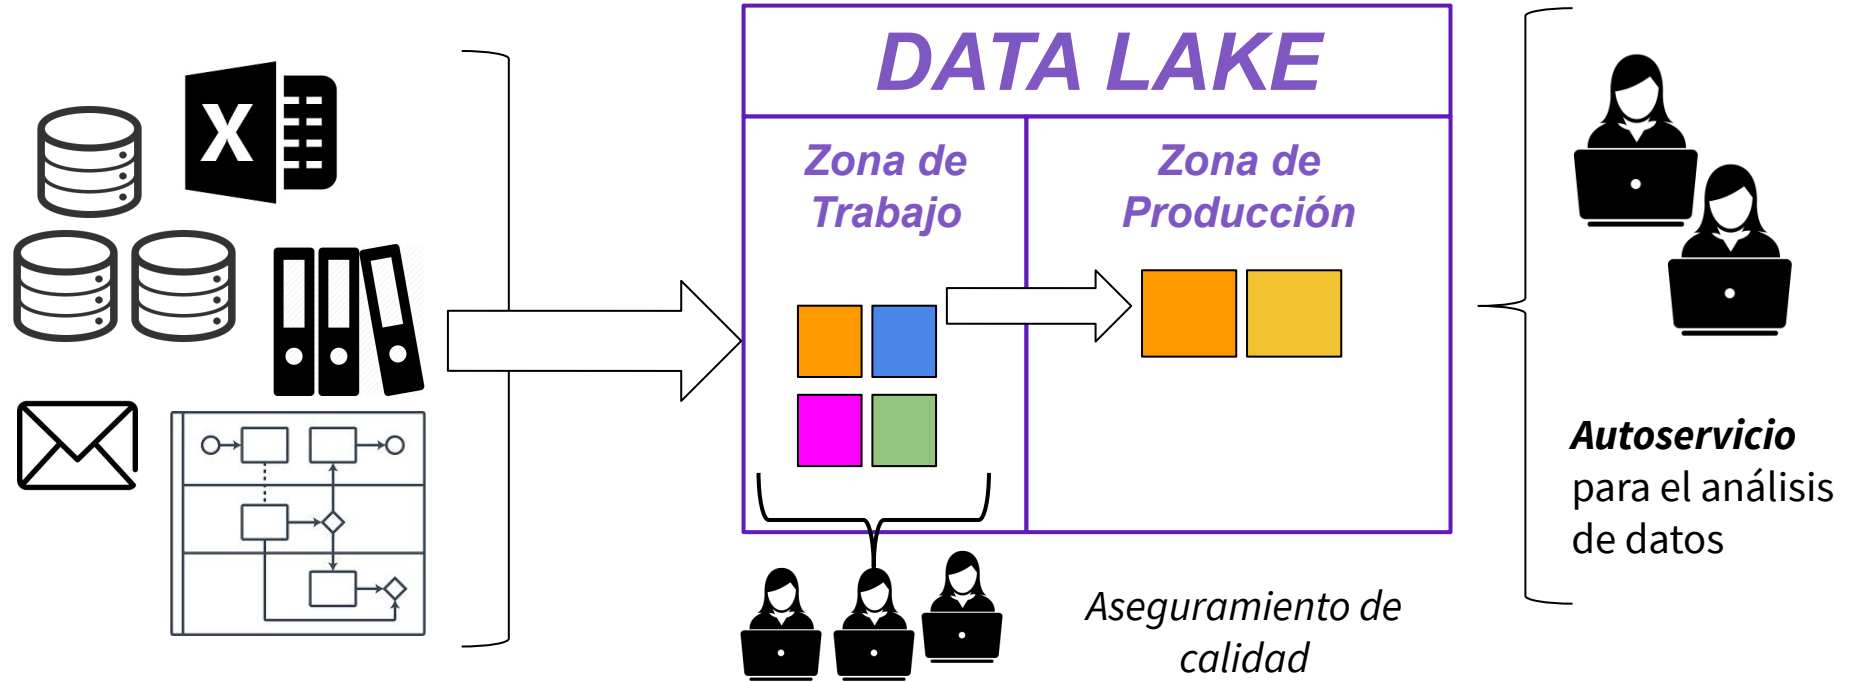 X
DATA LAKE
Zona de
Trabajo
Zona de
Producción
Autoservicio
para el análisis
de datos
Aseguramiento de
calidad